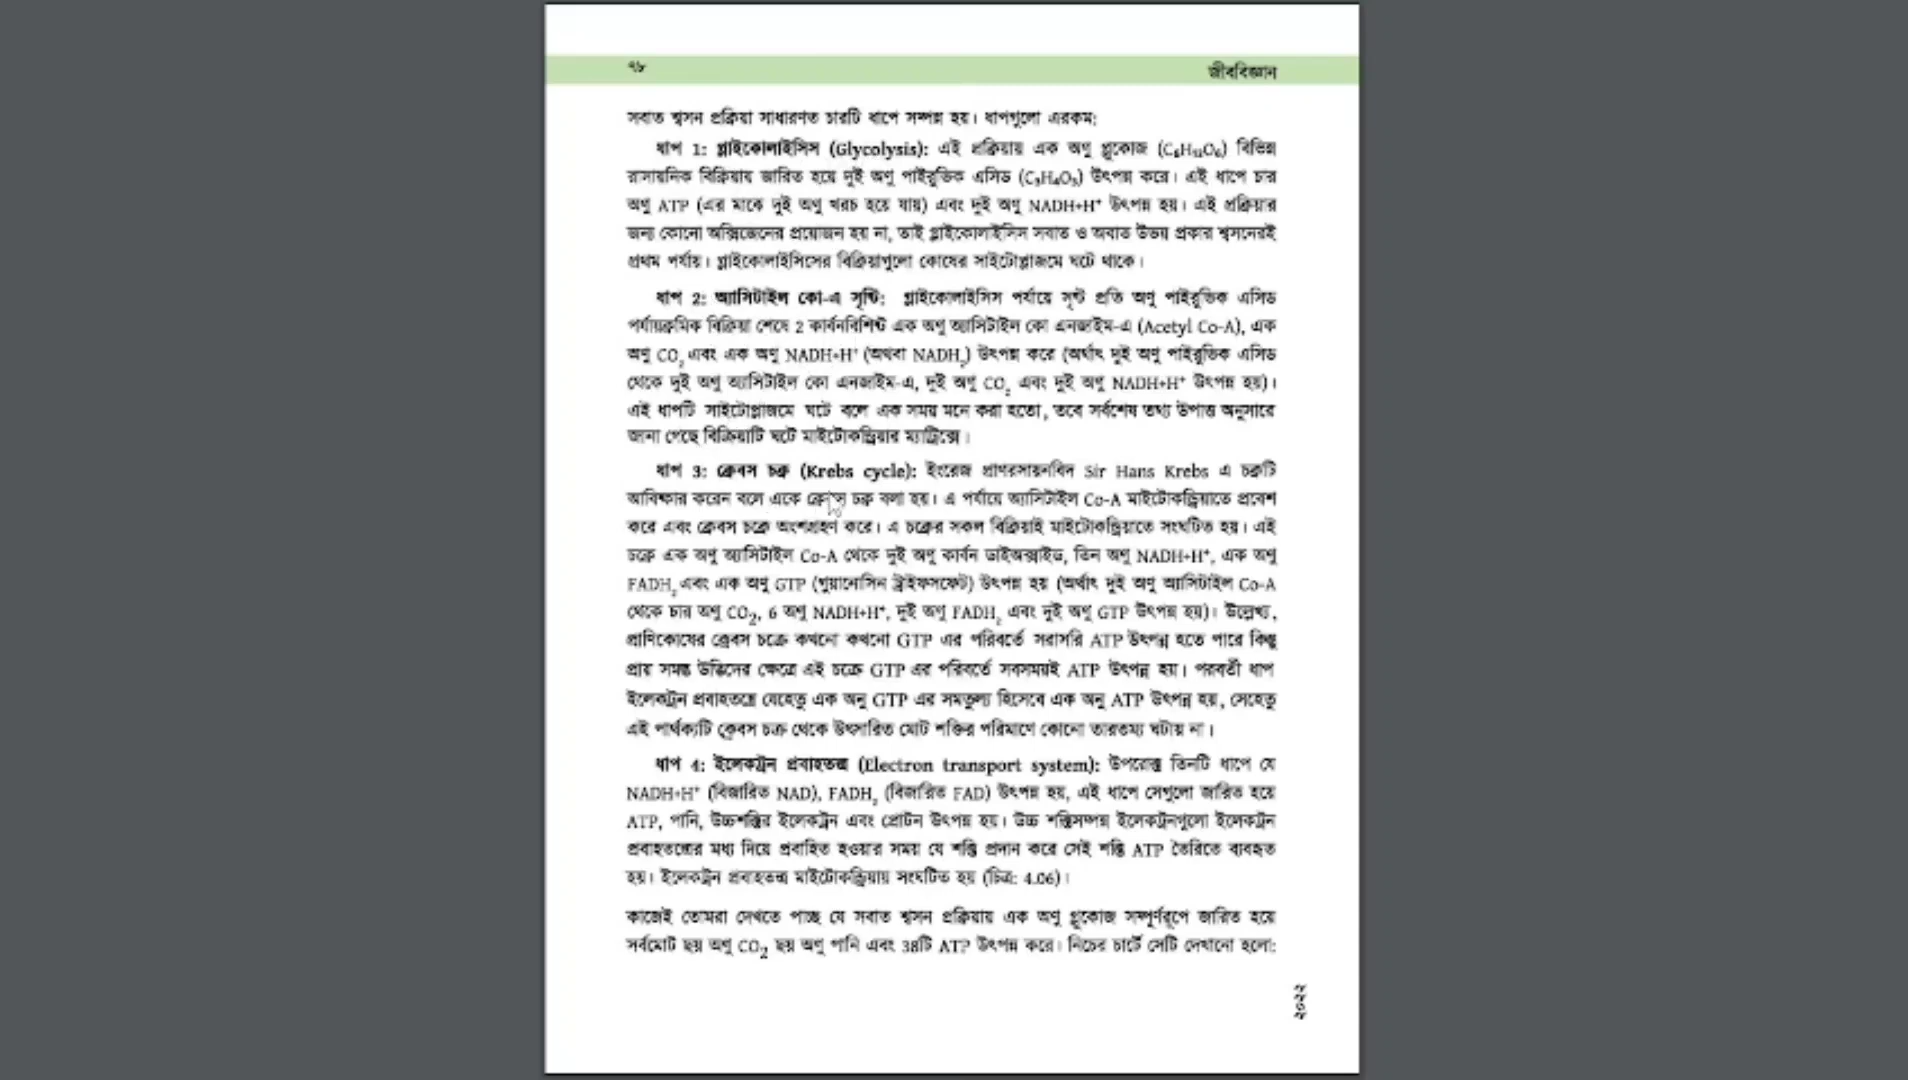 ৭৮
জীববিজ্ঞান
সবাত শ্বসন প্রক্রিয়া সাধারণত চারটি ধাপে সম্পন্ন হয়। ধাপগুলো এরকম:
ধাপ 1: গ্লাইকোলাইসিস (Glycolysis): এই প্রক্রিয়ায় এক অণু গ্লুকোজ (C₆H₁₂O₆) বিভিন্ন
রাসায়নিক বিক্রিয়ায় জারিত হয়ে দুই অণু পাইরুভিক এসিড (C₃H₄O₃) উৎপন্ন করে। এই ধাপে চার
অণু ATP (এর মাঝে দুই অণু খরচ হয়ে যায়) এবং দুই অণু NADH+H⁺ উৎপন্ন হয়। এই প্রক্রিয়ার
জন্য কোনো অক্সিজেনের প্রয়োজন হয় না, তাই গ্লাইকোলাইসিস সবাত ও অবাত উভয় প্রকার শ্বসনেরই
প্রথম পর্যায়। গ্লাইকোলাইসিসের বিক্রিয়াগুলো কোষের সাইটোপ্লাজমে ঘটে থাকে।
ধাপ 2: অ্যাসিটাইল কো-এ সৃষ্টি: গ্লাইকোলাইসিস পর্যায়ে সৃষ্ট প্রতি অণু পাইরুভিক এসিড
পর্যায়ক্রমিক বিক্রিয়া শেষে 2 কার্বনবিশিষ্ট এক অণু অ্যাসিটাইল কো এনজাইম-এ (Acetyl Co-A), এক
অণু CO₂ এবং এক অণু NADH+H⁺ (অথবা NADH₂) উৎপন্ন করে (অর্থাৎ দুই অণু পাইরুভিক এসিড
থেকে দুই অণু অ্যাসিটাইল কো এনজাইম-এ, দুই অণু CO₂ এবং দুই অণু NADH+H⁺ উৎপন্ন হয়)।
এই ধাপটি সাইটোপ্লাজমে ঘটে বলে এক সময় মনে করা হতো, তবে সর্বশেষ তথ্য উপাত্ত অনুসারে
জানা গেছে বিক্রিয়াটি ঘটে মাইটোকন্ড্রিয়ার ম্যাট্রিক্সে।
ধাপ 3: ক্রেবস চক্র (Krebs cycle): ইংরেজ প্রাণরসায়নবিদ Sir Hans Krebs এ চক্রটি
আবিষ্কার করেন বলে একে ক্রেবস চক্র বলা হয়। এ পর্যায়ে অ্যাসিটাইল Co-A মাইটোকন্ড্রিয়াতে প্রবেশ
করে এবং ক্রেবস চক্রে অংশগ্রহণ করে। এ চক্রের সকল বিক্রিয়াই মাইটোকন্ড্রিয়াতে সংঘটিত হয়। এই
চক্রে এক অণু অ্যাসিটাইল Co-A থেকে দুই অণু কার্বন ডাইঅক্সাইড, তিন অণু NADH+H⁺, এক অণু
FADH₂ এবং এক অণু GTP (গুয়ানোসিন ট্রাইফসফেট) উৎপন্ন হয় (অর্থাৎ দুই অণু অ্যাসিটাইল Co-A
থেকে চার অণু CO₂, 6 অণু NADH+H⁺, দুই অণু FADH₂ এবং দুই অণু GTP উৎপন্ন হয়)। উল্লেখ্য,
প্রাণিকোষের ক্রেবস চক্রে কখনো কখনো GTP এর পরিবর্তে সরাসরি ATP উৎপন্ন হতে পারে কিন্তু
প্রায় সমস্ত উদ্ভিদের ক্ষেত্রে এই চক্রে GTP এর পরিবর্তে সবসময়ই ATP উৎপন্ন হয়। পরবর্তী ধাপ
ইলেকট্রন প্রবাহতন্ত্রে যেহেতু এক অনু GTP এর সমতুল্য হিসেবে এক অনু ATP উৎপন্ন হয়, সেহেতু
এই পার্থক্যটি ক্রেবস চক্র থেকে উৎসারিত মোট শক্তির পরিমাণে কোনো তারতম্য ঘটায় না।
ধাপ 4: ইলেকট্রন প্রবাহতন্ত্র (Electron transport system): উপরোক্ত তিনটি ধাপে যে
NADH+H⁺ (বিজারিত NAD), FADH₂ (বিজারিত FAD) উৎপন্ন হয়, এই ধাপে সেগুলো জারিত হয়ে
ATP, পানি, উচ্চশক্তির ইলেকট্রন এবং প্রোটন উৎপন্ন হয়। উচ্চ শক্তিসম্পন্ন ইলেকট্রনগুলো ইলেকট্রন
প্রবাহতন্ত্রের মধ্য দিয়ে প্রবাহিত হওয়ার সময় যে শক্তি প্রদান করে সেই শক্তি ATP তৈরিতে ব্যবহৃত
হয়। ইলেকট্রন প্রবাহতন্ত্র মাইটোকন্ড্রিয়ায় সংঘটিত হয় (চিত্র: 4.06)।
কাজেই তোমরা দেখতে পাচ্ছ যে সবাত শ্বসন প্রক্রিয়ায় এক অণু গ্লুকোজ সম্পূর্ণরূপে জারিত হয়ে
সর্বমোট ছয় অণু CO₂ ছয় অণু পানি এবং 38টি ATP উৎপন্ন করে। নিচের চার্টে সেটি দেখানো হলো:
২০২২